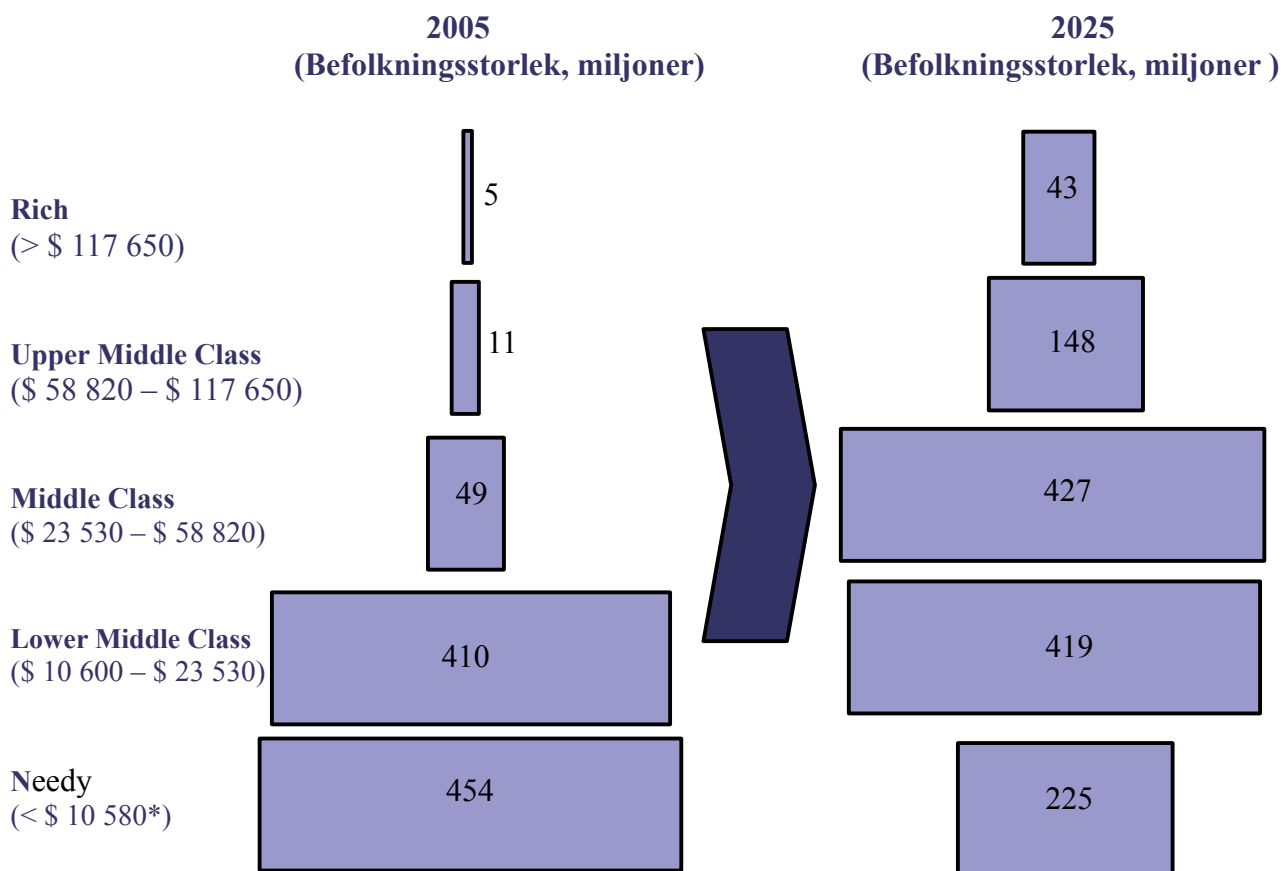 2005
(Befolkningsstorlek, miljoner)
2025
(Befolkningsstorlek, miljoner )
Rich
(> $ 117 650)
5
43
Upper Middle Class
($ 58 820 – $ 117 650)
11
148
Middle Class
($ 23 530 – $ 58 820)
49
427
Lower Middle Class
($ 10 600 – $ 23 530)
410
419
Needy
(< $ 10 580*)
454
225